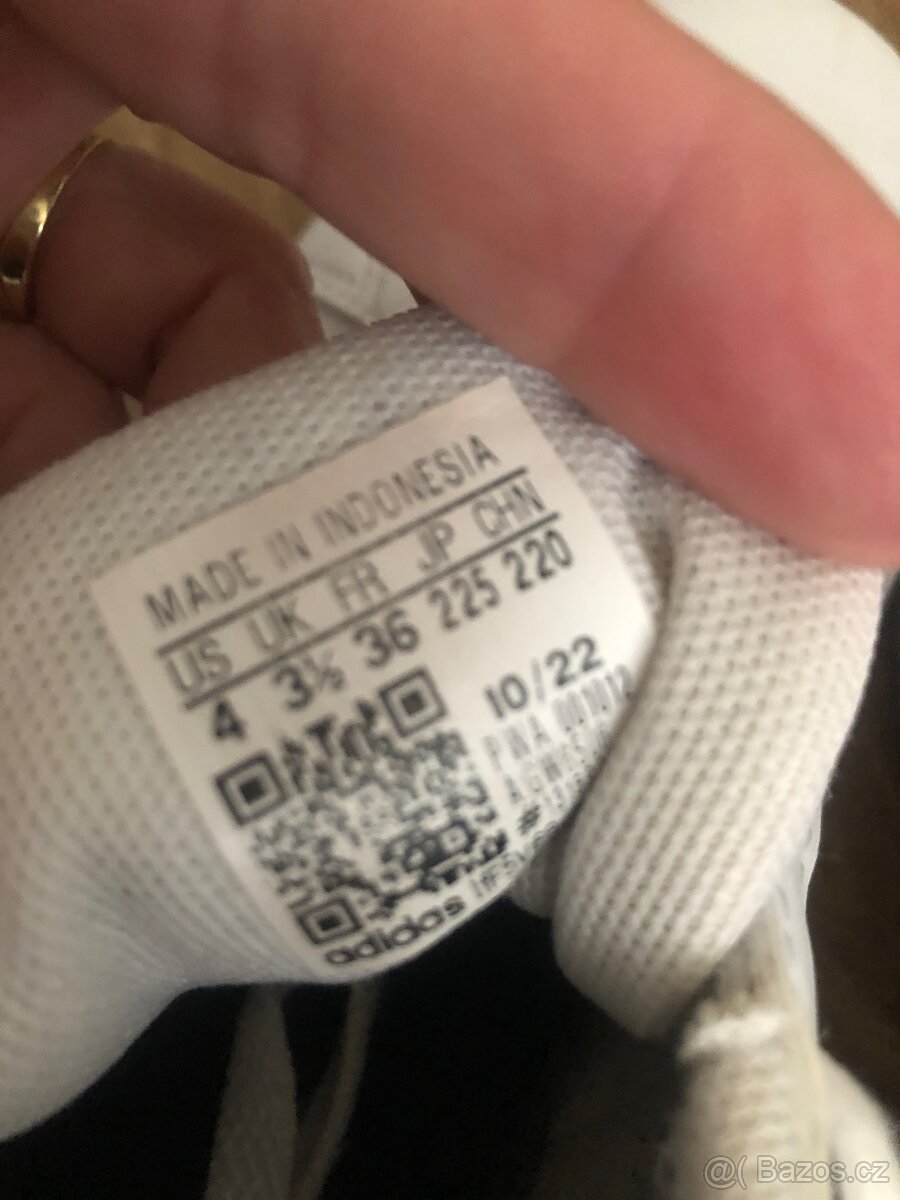 MADE IN INDONESIA
US UK FR JP CHN
4 3½ 36 225 220
10/22
PWA
adidas
@( Bazos.cz